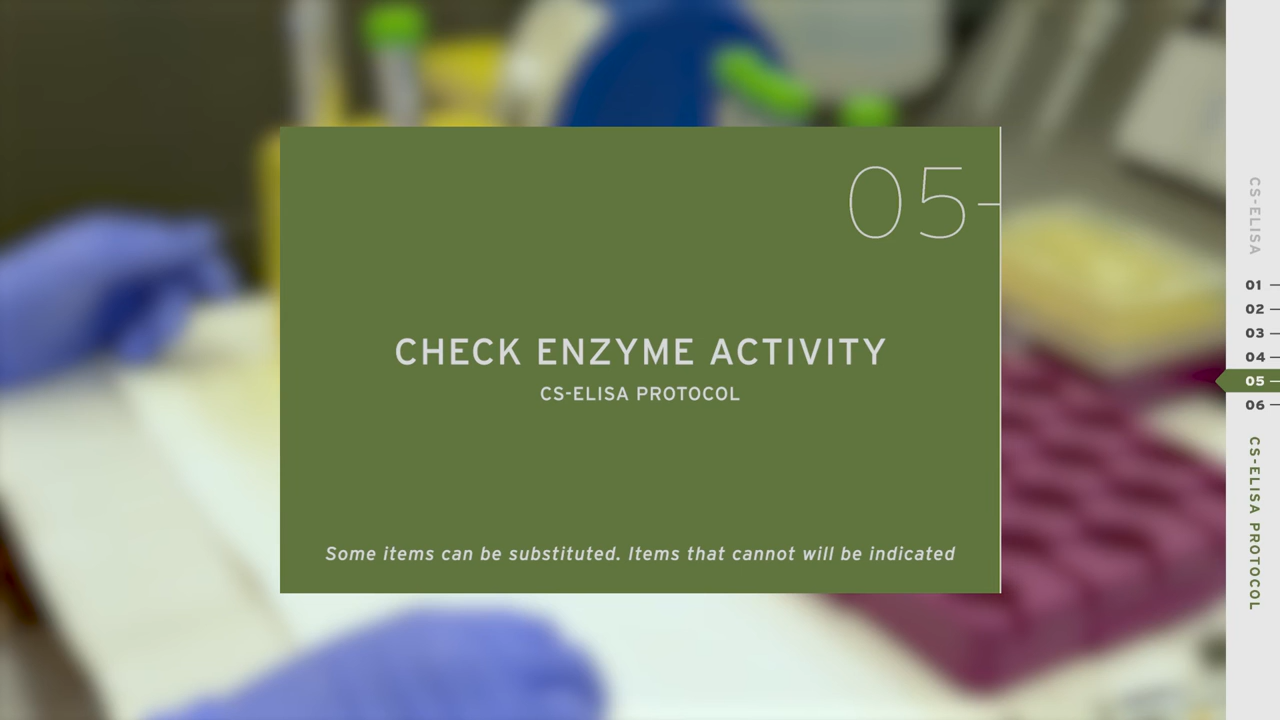 05-
CHECK ENZYME ACTIVITY
CS-ELISA PROTOCOL
Some items can be substituted. Items that cannot will be indicated
CS-ELISA
01
02
03
04
05
06
CS-ELISA PROTOCOL